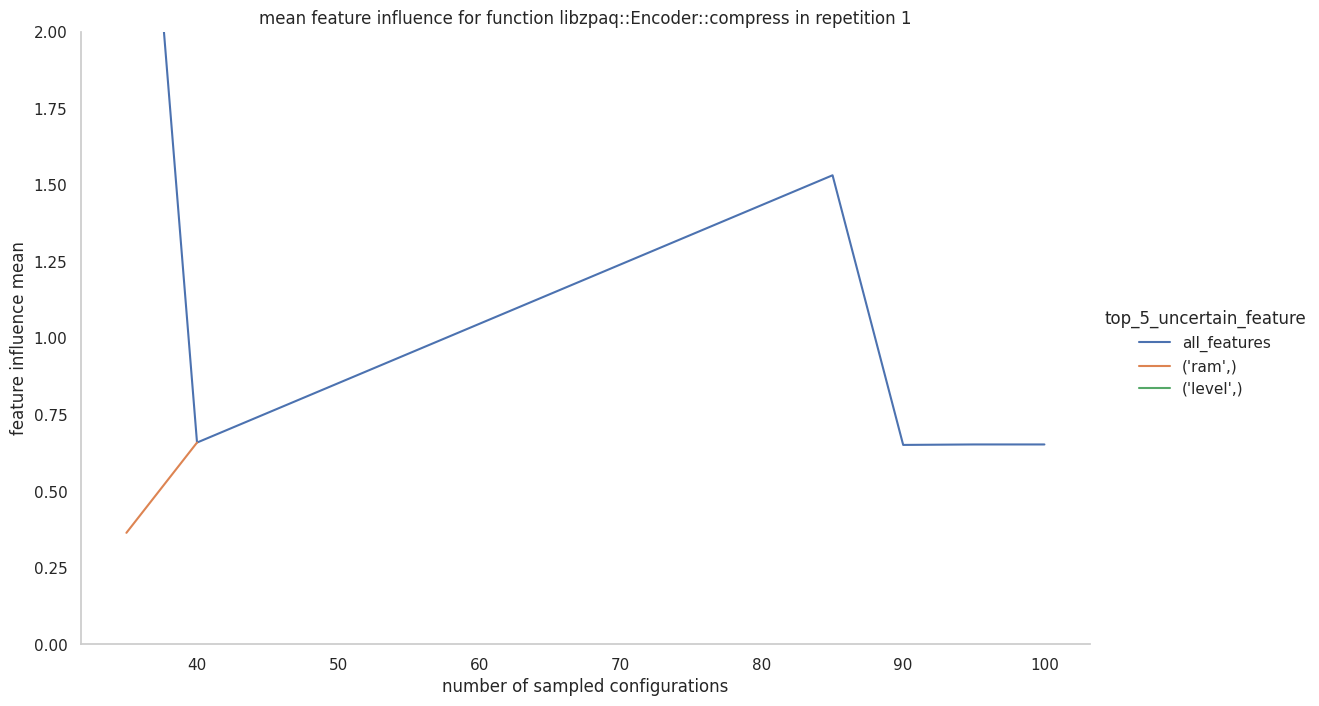 mean feature influence for function libzpaq::Encoder::compress in repetition 1
2.00
1.75
1.50
1.25
1.00
0.75
0.50
0.25
0.00
feature influence mean
40 50 60 70 80 90 100
number of sampled configurations
top_5_uncertain_feature
all_features
('ram',)
('level',)